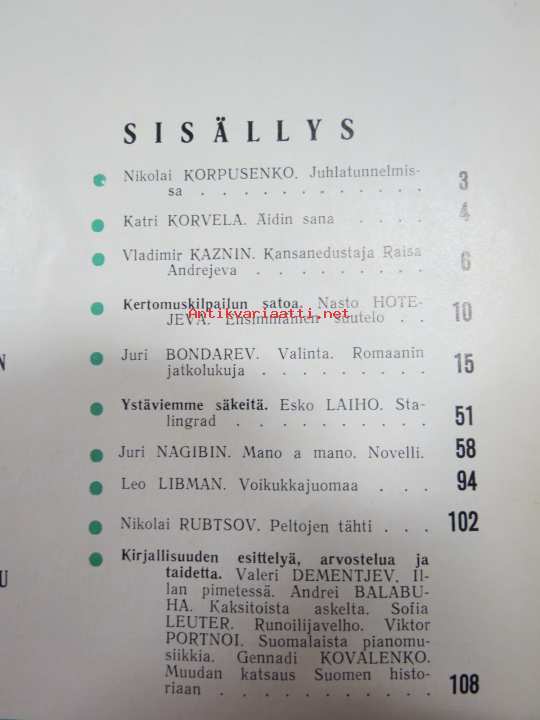 SISÄLLYS
Nikolai KORPUSENKO. Juhlatunnelmis-
sa . . . . . . . . . . . . 3
Katri KORVELA. Äidin sana . . . . 4
Vladimir KAZNIN. Kansanedustaja Raisa
Andrejeva . . . . . . . . 6
Kertomuskilpailun satoa. Nasto HOTE-
JEVA. Ensimmäinen suutelo . . 10
Antikvariaatti.net
Juri BONDAREV. Valinta. Romaanin
jatkolukuja . . . . . . . . 15
Ystäviemme säkeitä. Esko LAIHO. Sta-
lingrad . . . . . . . . . 51
Juri NAGIBIN. Mano a mano. Novelli. 58
Leo LIBMAN. Voikukkajuomaa . . . 94
Nikolai RUBTSOV. Peltojen tähti . . . 102
Kirjallisuuden esittelyä, arvostelua ja
taidetta. Valeri DEMENTJEV. Il-
lan pimetessä. Andrei BALABU-
HA. Kaksitoista askelta. Sofia
LEUTER. Runoilijavelho. Viktor
PORTNOI. Suomalaista pianomu-
siikkia. Gennadi KOVALENKO.
Muudan katsaus Suomen histo-
riaan . . . . . . . . . . 108
N
U